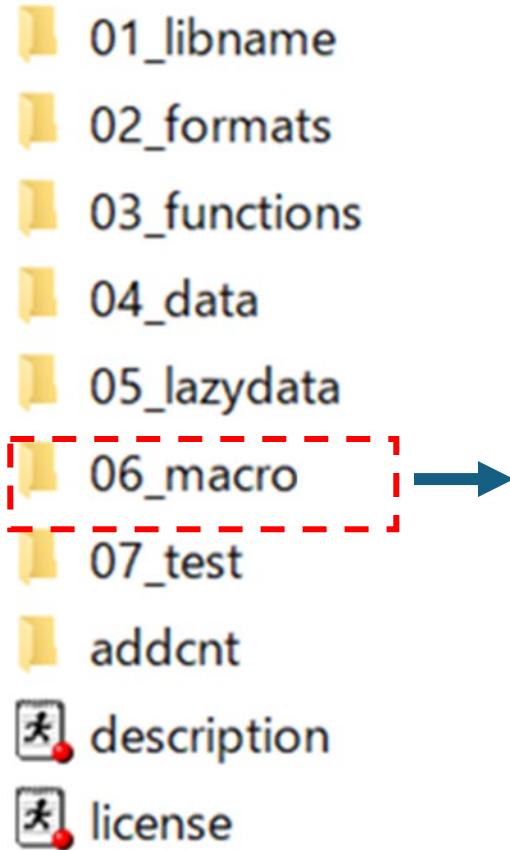 01_libname
02_formats
03_functions
04_data
05_lazydata
06_macro
07_test
addcnt
description
license